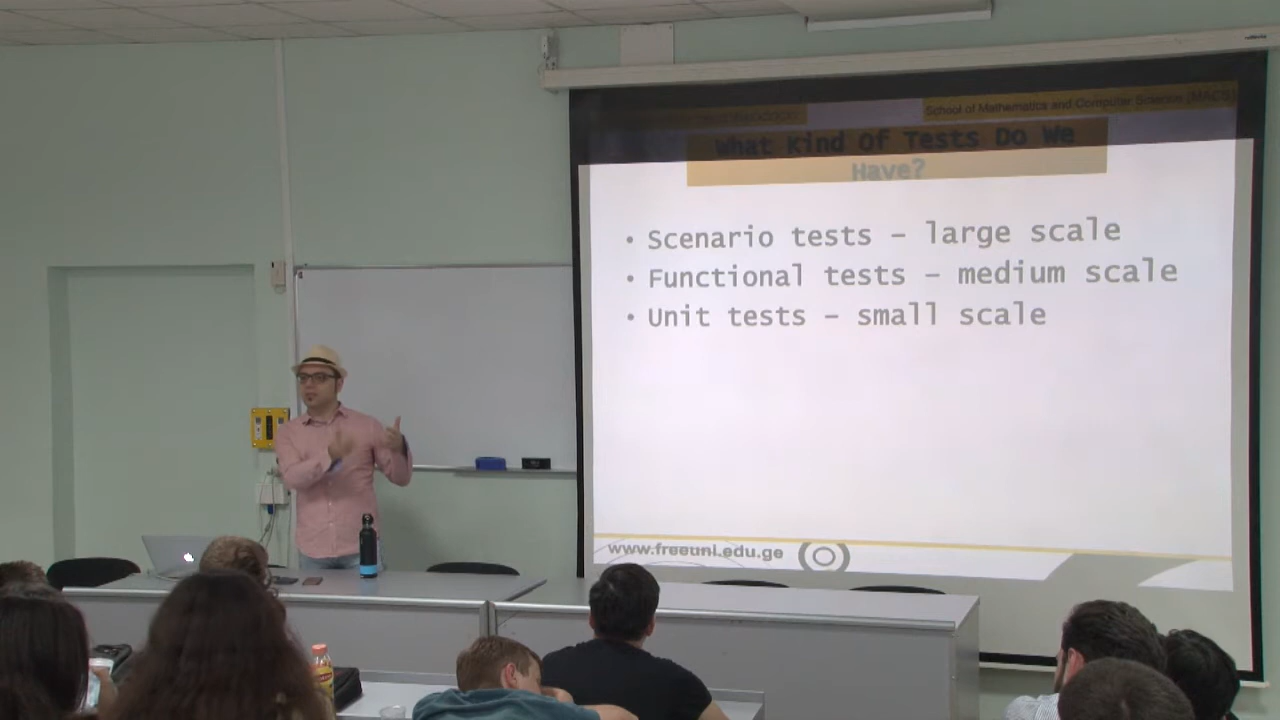 School of Mathematics and Computer Science (MACS)
What Kind Of Tests Do We
Have?
• Scenario tests – large scale
• Functional tests – medium scale
• Unit tests – small scale
www.freeuni.edu.ge